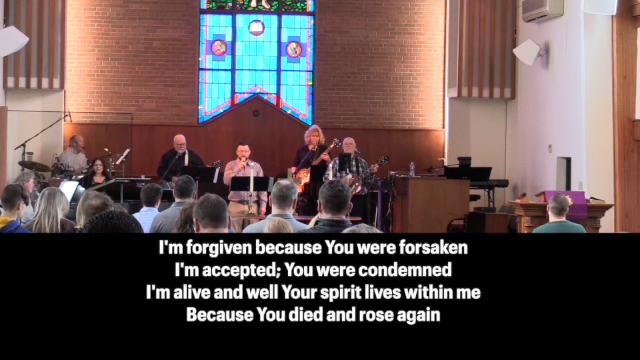 I'm forgiven because You were forsaken
I'm accepted; You were condemned
I'm alive and well Your spirit lives within me
Because You died and rose again